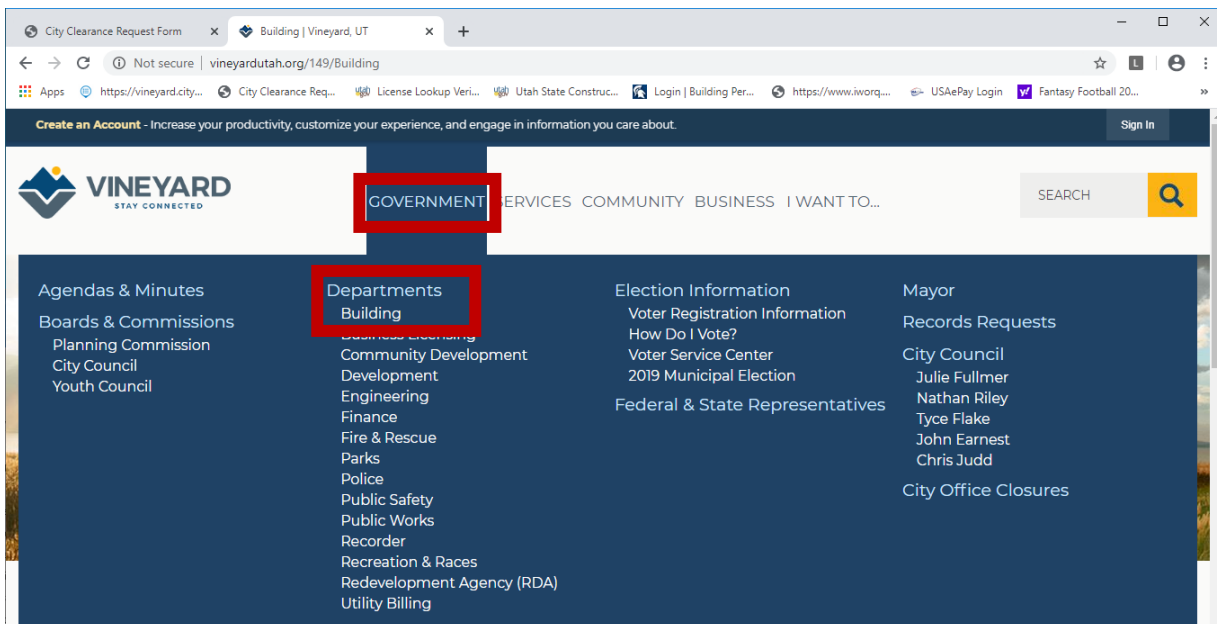 City Clearance Request Form
Building | Vineyard, UT
Not secure | vineyardutah.org/149/Building
L
Apps https://vineyard.city... City Clearance Req... License Lookup Veri... Utah State Construc... Login | Building Per... https://www.iworq.... USAePay Login Fantasy Football 20... »
Create an Account - Increase your productivity, customize your experience, and engage in information you care about.
Sign In
VINEYARD
STAY CONNECTED
GOVERNMENT SERVICES COMMUNITY BUSINESS I WANT TO...
SEARCH
Agendas & Minutes
Boards & Commissions
Planning Commission
City Council
Youth Council
Departments
Building
Business Licensing
Community Development
Development
Engineering
Finance
Fire & Rescue
Parks
Police
Public Safety
Public Works
Recorder
Recreation & Races
Redevelopment Agency (RDA)
Utility Billing
Election Information
Voter Registration Information
How Do I Vote?
Voter Service Center
2019 Municipal Election
Federal & State Representatives
Mayor
Records Requests
City Council
Julie Fullmer
Nathan Riley
Tyce Flake
John Earnest
Chris Judd
City Office Closures